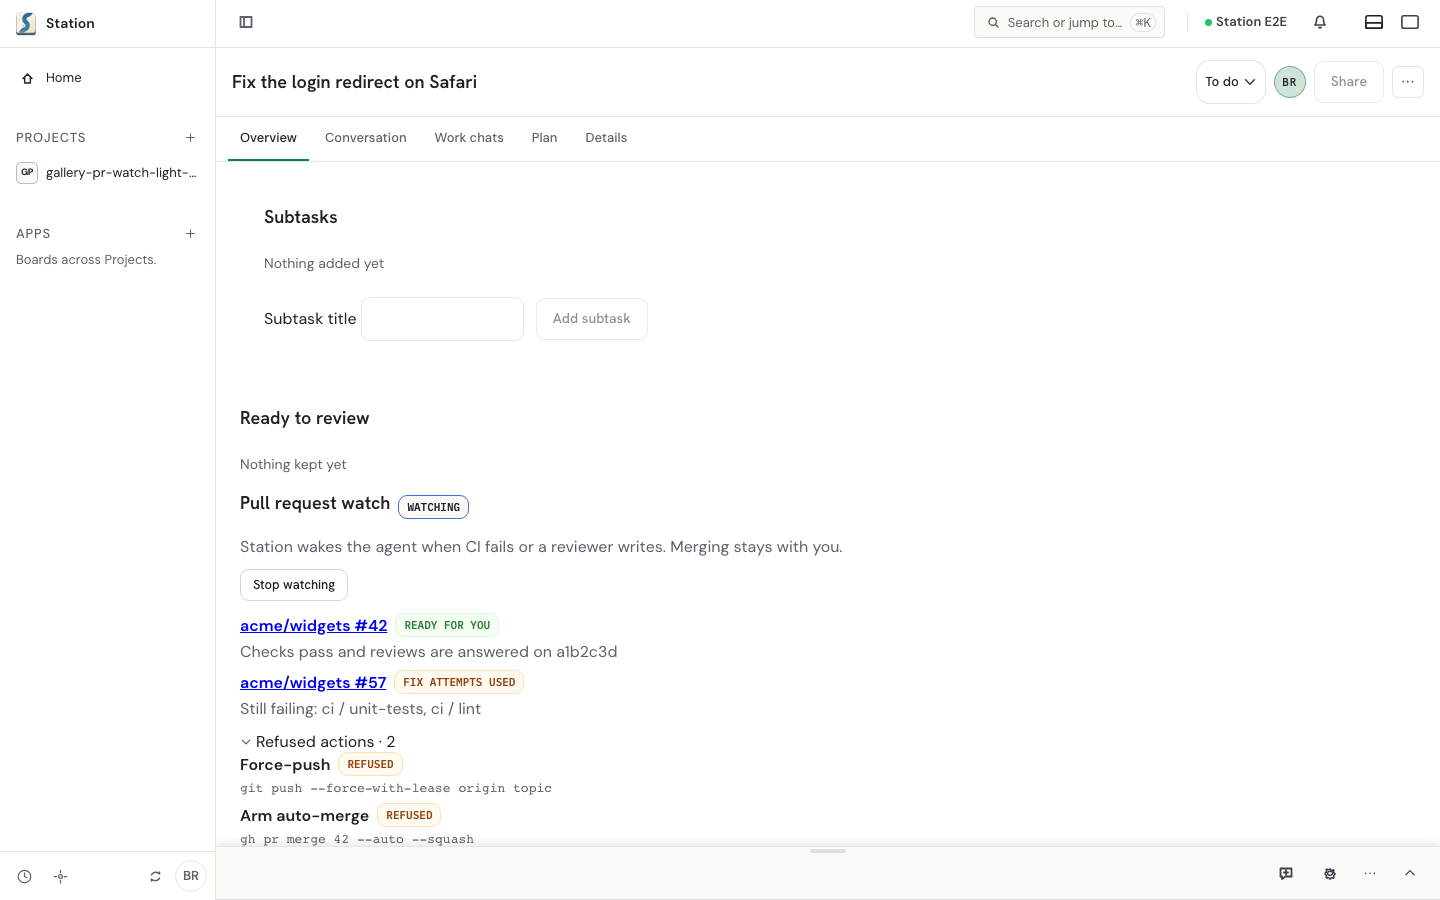 Station
Search or jump to... ⌘K
Station E2E
Home
Fix the login redirect on Safari
To do
BR
Share
PROJECTS
Overview
Conversation
Work chats
Plan
Details
GP
gallery-pr-watch-light-...
APPS
Boards across Projects.
Subtasks
Nothing added yet
Subtask title
Add subtask
Ready to review
Nothing kept yet
Pull request watch WATCHING
Station wakes the agent when CI fails or a reviewer writes. Merging stays with you.
Stop watching
acme/widgets #42 READY FOR YOU
Checks pass and reviews are answered on a1b2c3d
acme/widgets #57 FIX ATTEMPTS USED
Still failing: ci / unit-tests, ci / lint
Refused actions · 2
Force-push REFUSED
git push --force-with-lease origin topic
Arm auto-merge REFUSED
gh pr merge 42 --auto --squash
BR